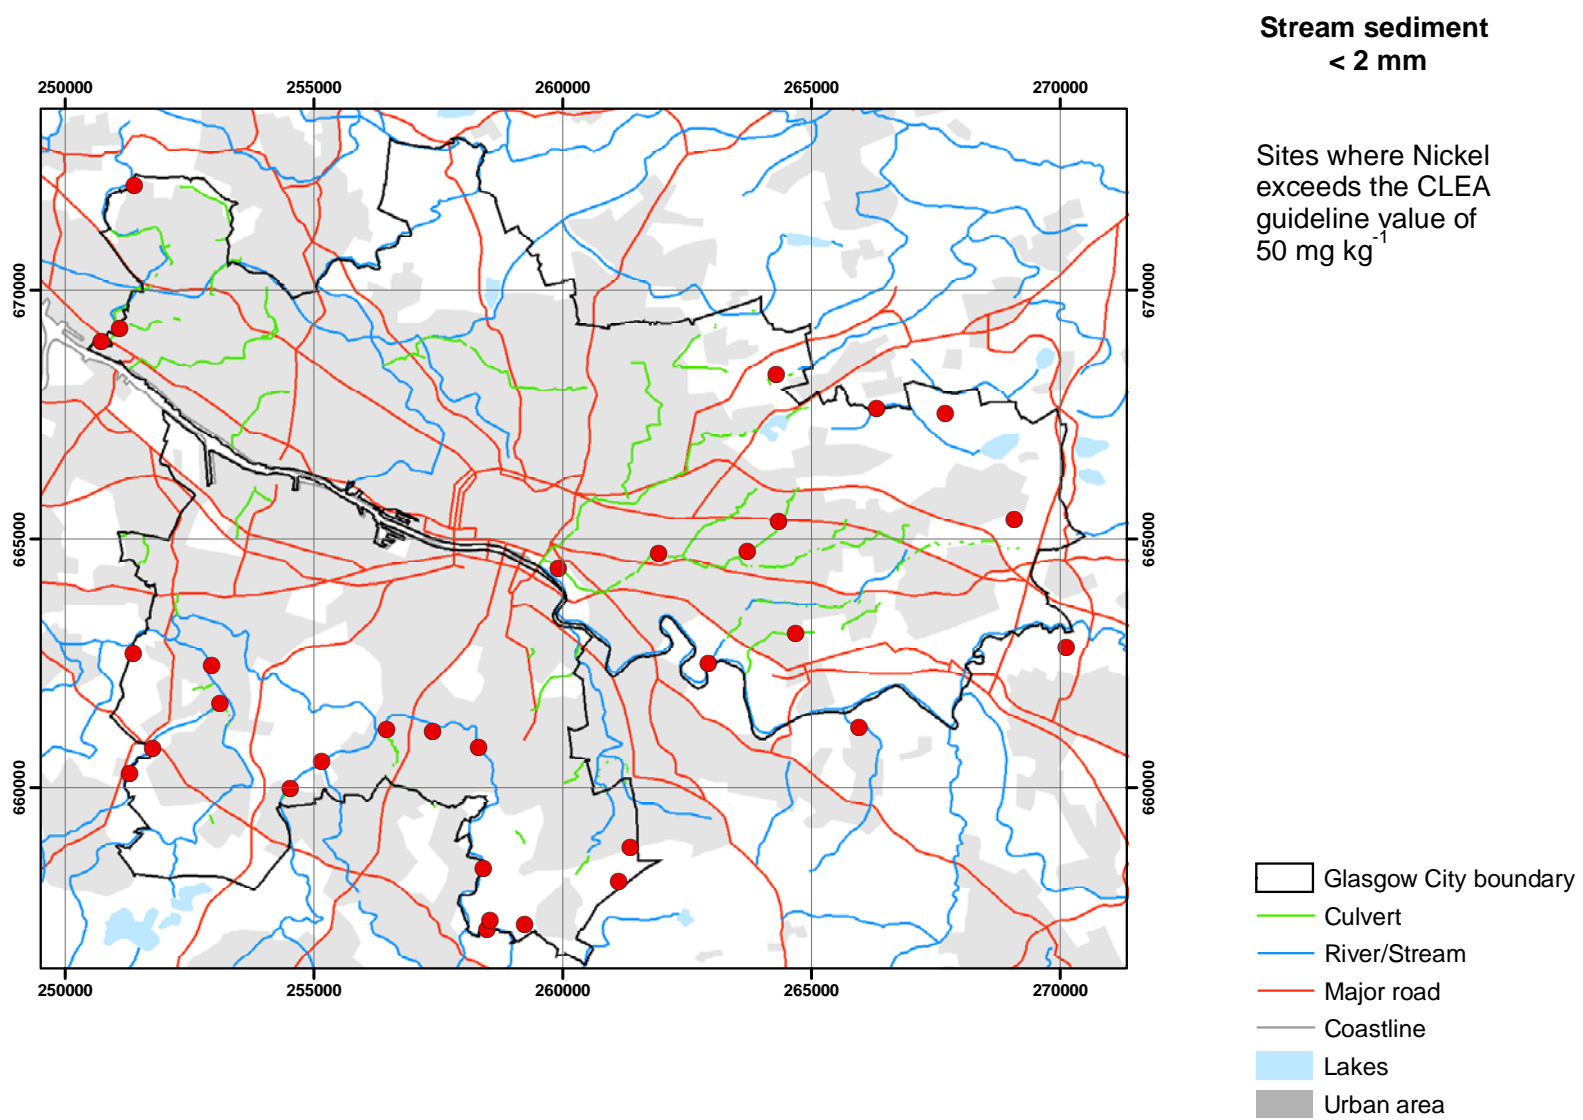 Stream sediment
< 2 mm
Sites where Nickel
exceeds the CLEA
guideline value of
50 mg kg⁻¹
250000 255000 260000 265000 270000
670000 670000
665000 665000
660000 660000
250000 255000 260000 265000 270000
Glasgow City boundary
Culvert
River/Stream
Major road
Coastline
Lakes
Urban area